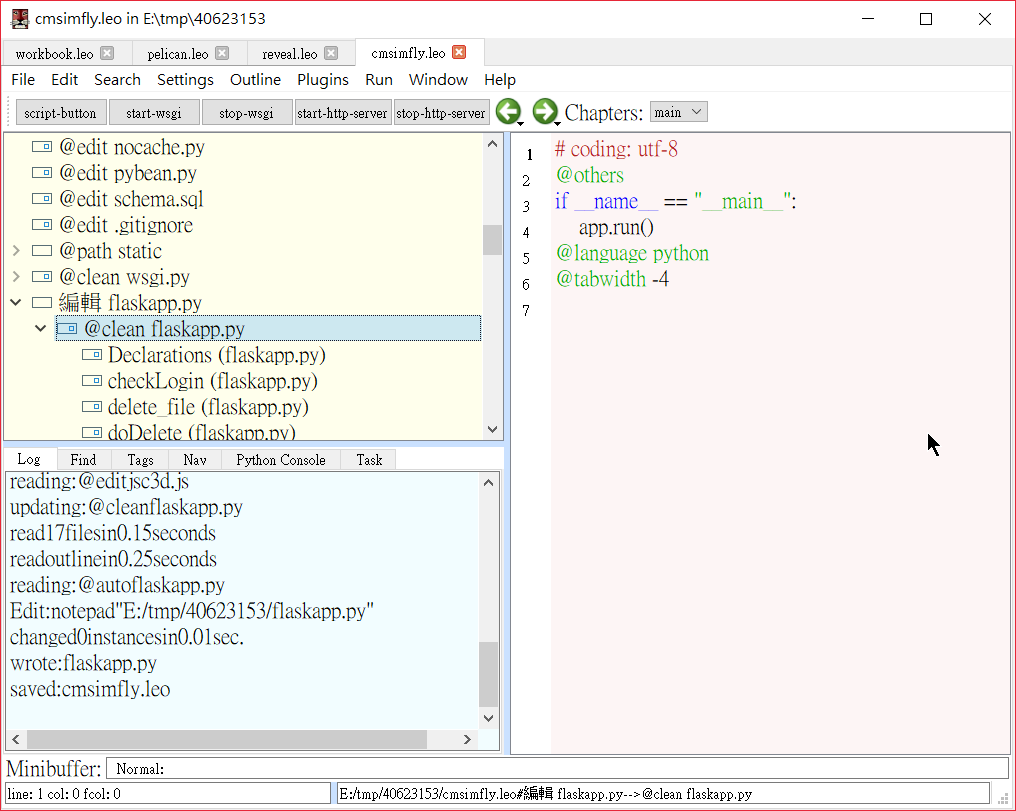 cmsimfly.leo in E:\tmp\40623153
workbook.leo pelican.leo reveal.leo cmsimfly.leo
File Edit Search Settings Outline Plugins Run Window Help
script-button start-wsgi stop-wsgi start-http-server stop-http-server Chapters: main
@edit nocache.py
@edit pybean.py
@edit schema.sql
@edit .gitignore
@path static
@clean wsgi.py
編輯 flaskapp.py
@clean flaskapp.py
Declarations (flaskapp.py)
checkLogin (flaskapp.py)
delete_file (flaskapp.py)
doDelete (flaskapp.py)
1 # coding: utf-8
2 @others
3 if __name__ == "__main__":
4 app.run()
5 @language python
6 @tabwidth -4
7
Log Find Tags Nav Python Console Task
reading:@editjsc3d.js
updating:@cleanflaskapp.py
read17filesin0.15seconds
readoutlinein0.25seconds
reading:@autoflaskapp.py
Edit:notepad"E:/tmp/40623153/flaskapp.py"
changed0instancesin0.01sec.
wrote:flaskapp.py
saved:cmsimfly.leo
Minibuffer: Normal:
line: 1 col: 0 fcol: 0 E:/tmp/40623153/cmsimfly.leo#編輯 flaskapp.py-->@clean flaskapp.py